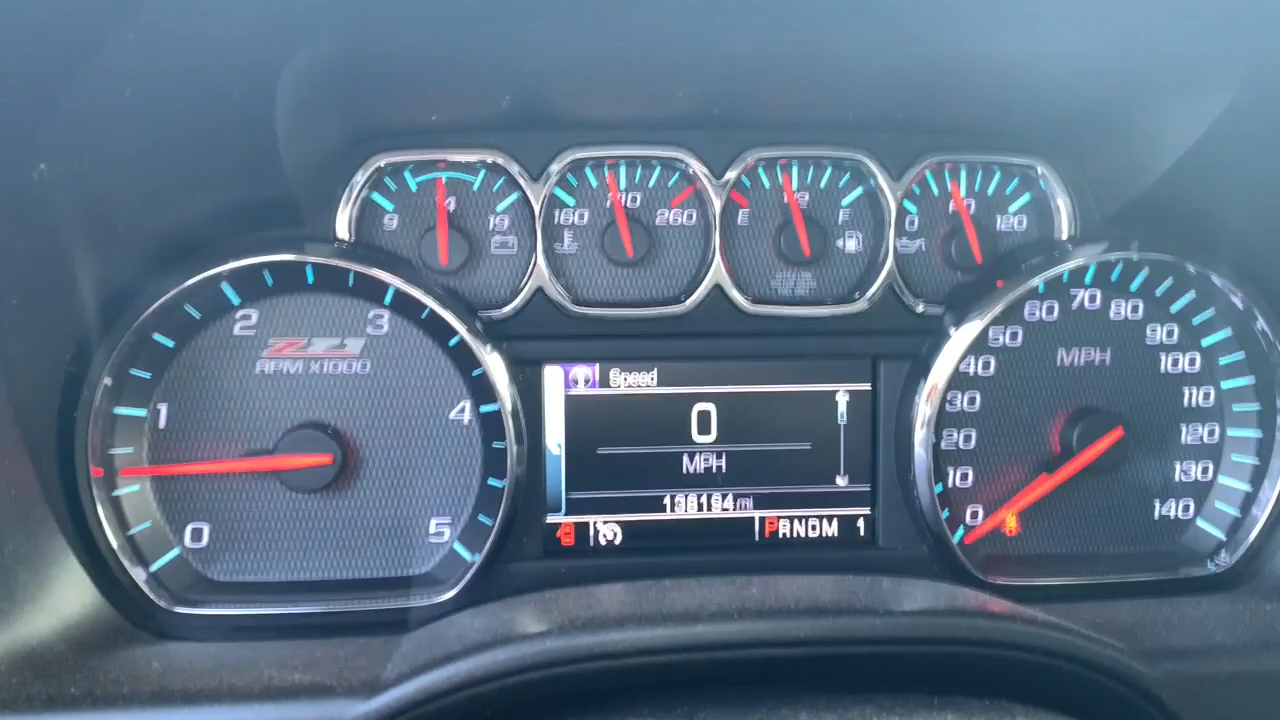 9 14 19
160 210 260
E 1/2 F
0 80 120
0 1 2 3 4 5
Z71
RPM X1000
Speed
0
MPH
mi
PRNDM 1
0 10 20 30 40 50 60 70 80 90 100 110 120 130 140
MPH